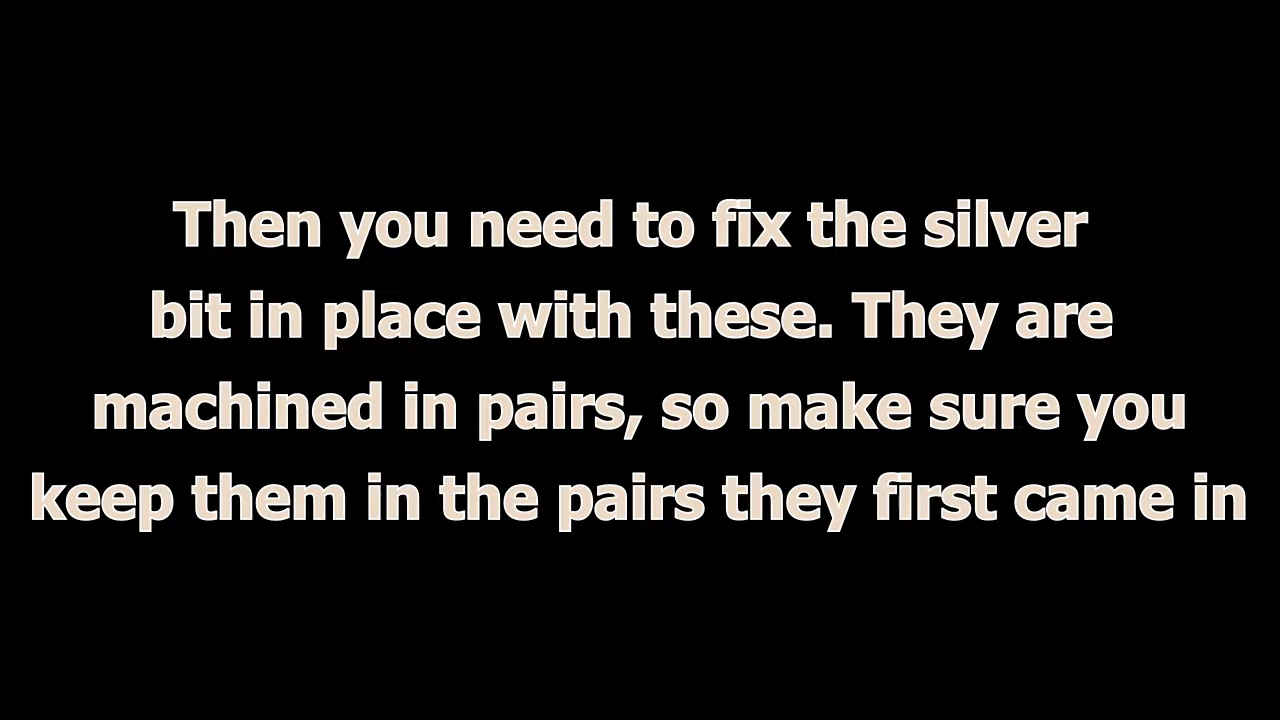 Then you need to fix the silver
bit in place with these. They are
machined in pairs, so make sure you
keep them in the pairs they first came in